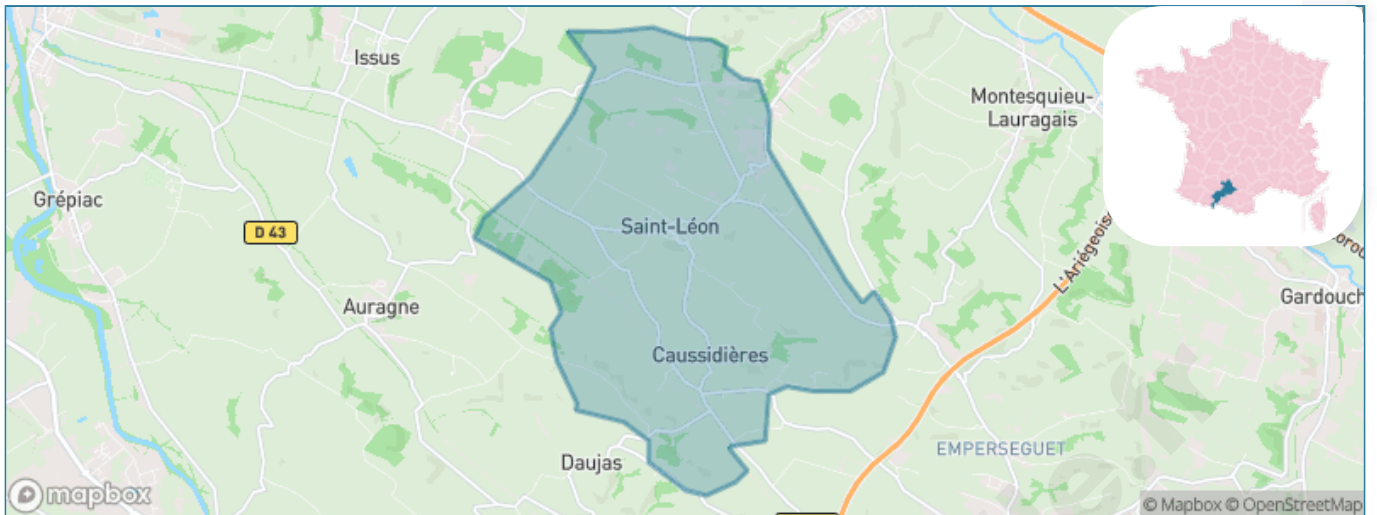 Issus
Montesquieu-
Lauragais
Grépiac
Saint-Léon
D 43
L'Ariégeoise
Gardouch
Auragne
Caussidières
EMPERSEGUET
Daujas
mapbox
© Mapbox © OpenStreetMap